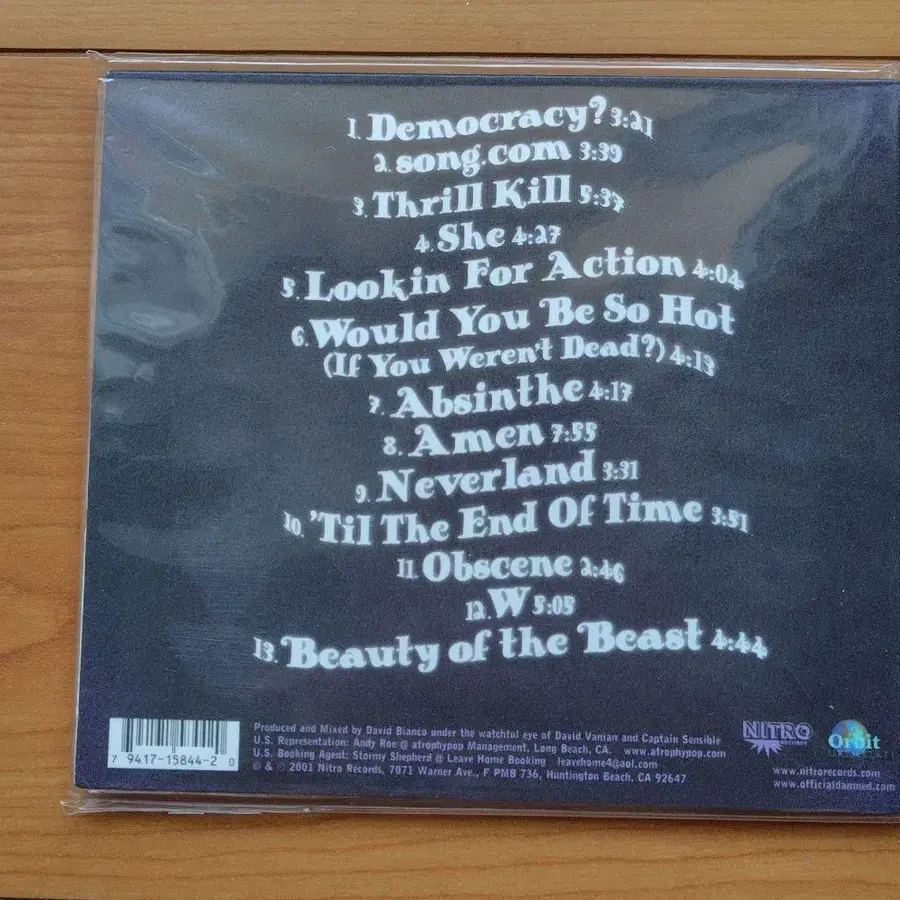 1. Democracy? 3:21
2. song.com 3:39
3. Thrill Kill 5:37
4. She 4:27
5. Lookin For Action 4:04
6. Would You Be So Hot
(If You Weren't Dead?) 4:13
7. Absinthe 4:17
8. Amen 7:55
9. Neverland 3:31
10. 'Til The End Of Time 3:51
11. Obscene 2:46
12. W 5:05
13. Beauty of the Beast 4:44
7 9417-15844-2 0
Produced and Mixed by David Bianco under the watchful eye of David Vanian and Captain Sensible
U.S. Representation: Andy Roe @ atrophypop Management, Long Beach, CA. www.atrophypop.com
U.S. Booking Agent: Stormy Shepherd @ Leave Home Booking leavehome4@aol.com
© & ℗ 2001 Nitro Records, 7071 Warner Ave., F PMB 736, Huntington Beach, CA 92647
NITRO
RECORDS
Orbit
www.nitrorecords.com
www.officialdamned.com